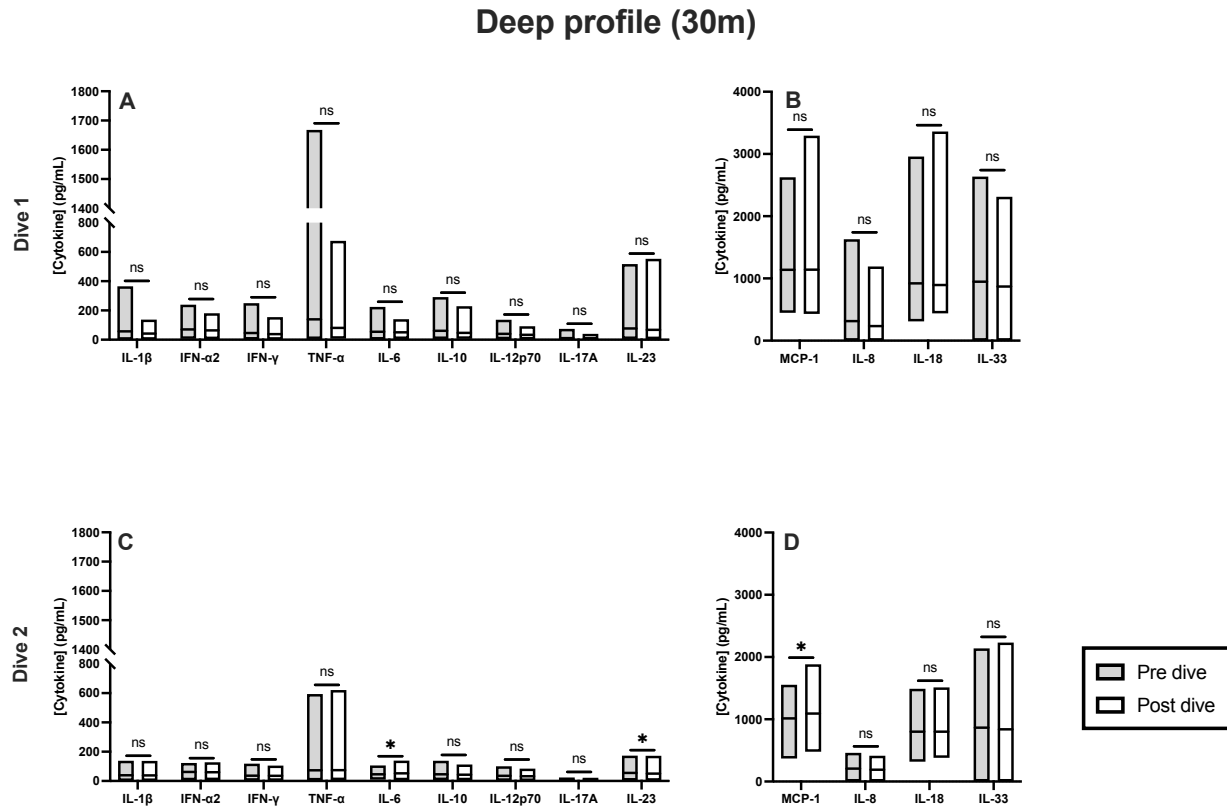 Deep profile (30m)
Dive 1
A
[Cytokine] (pg/mL)
1800
1700
1600
1500
1400
800
600
400
200
0
ns ns ns ns ns ns ns ns ns
IL-1β IFN-α2 IFN-γ TNF-α IL-6 IL-10 IL-12p70 IL-17A IL-23
B
[Cytokine] (pg/mL)
4000
3000
2000
1000
0
ns ns ns ns
MCP-1 IL-8 IL-18 IL-33
Dive 2
C
[Cytokine] (pg/mL)
1800
1700
1600
1500
1400
800
600
400
200
0
ns ns ns ns * ns ns ns *
IL-1β IFN-α2 IFN-γ TNF-α IL-6 IL-10 IL-12p70 IL-17A IL-23
D
[Cytokine] (pg/mL)
4000
3000
2000
1000
0
* ns ns ns
MCP-1 IL-8 IL-18 IL-33
Pre dive
Post dive